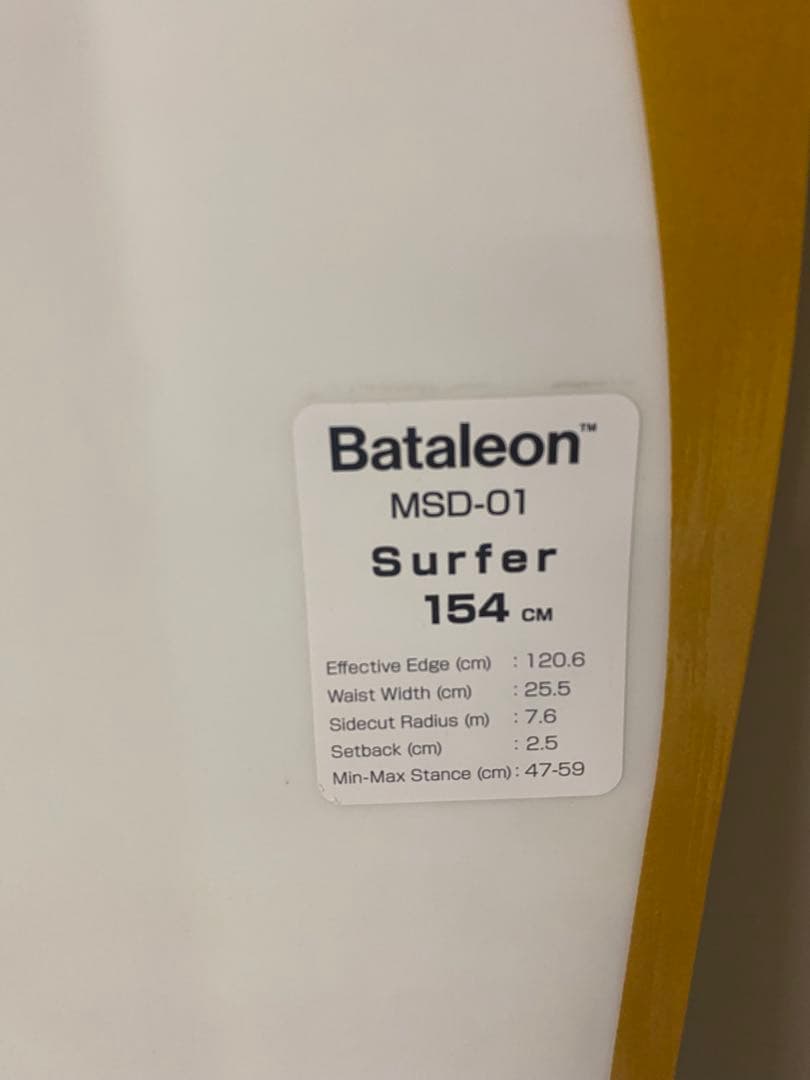 Bataleon™
MSD-01
Surfer
154 CM
Effective Edge (cm) : 120.6
Waist Width (cm) : 25.5
Sidecut Radius (m) : 7.6
Setback (cm) : 2.5
Min-Max Stance (cm) : 47-59